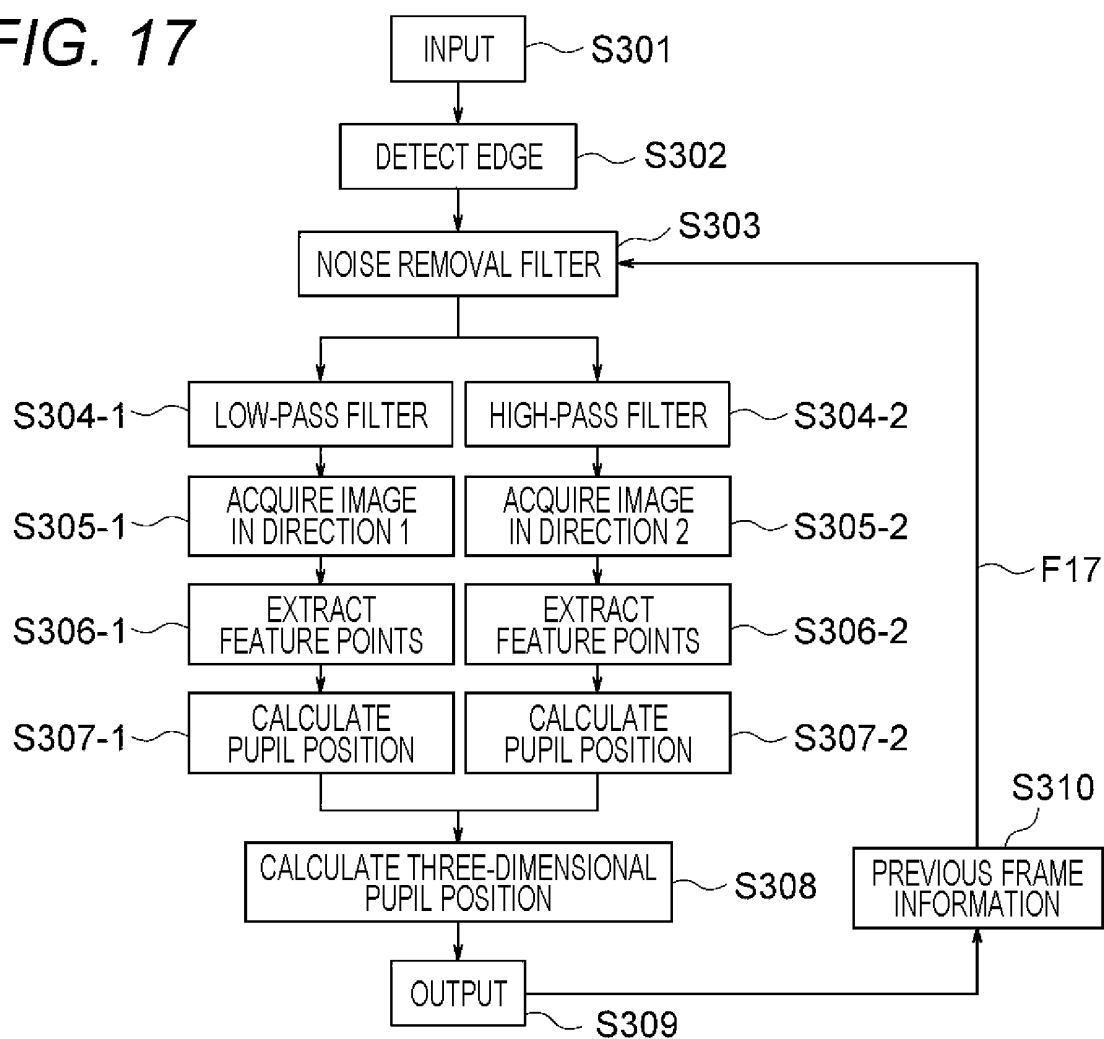 FIG. 17
INPUT
S301
DETECT EDGE
S302
S303
NOISE REMOVAL FILTER
S304-1
LOW-PASS FILTER
HIGH-PASS FILTER
S304-2
S305-1
ACQUIRE IMAGE
IN DIRECTION 1
ACQUIRE IMAGE
IN DIRECTION 2
S305-2
F17
S306-1
EXTRACT
FEATURE POINTS
EXTRACT
FEATURE POINTS
S306-2
S307-1
CALCULATE
PUPIL POSITION
CALCULATE
PUPIL POSITION
S307-2
S310
CALCULATE THREE-DIMENSIONAL
PUPIL POSITION
S308
PREVIOUS FRAME
INFORMATION
OUTPUT
S309